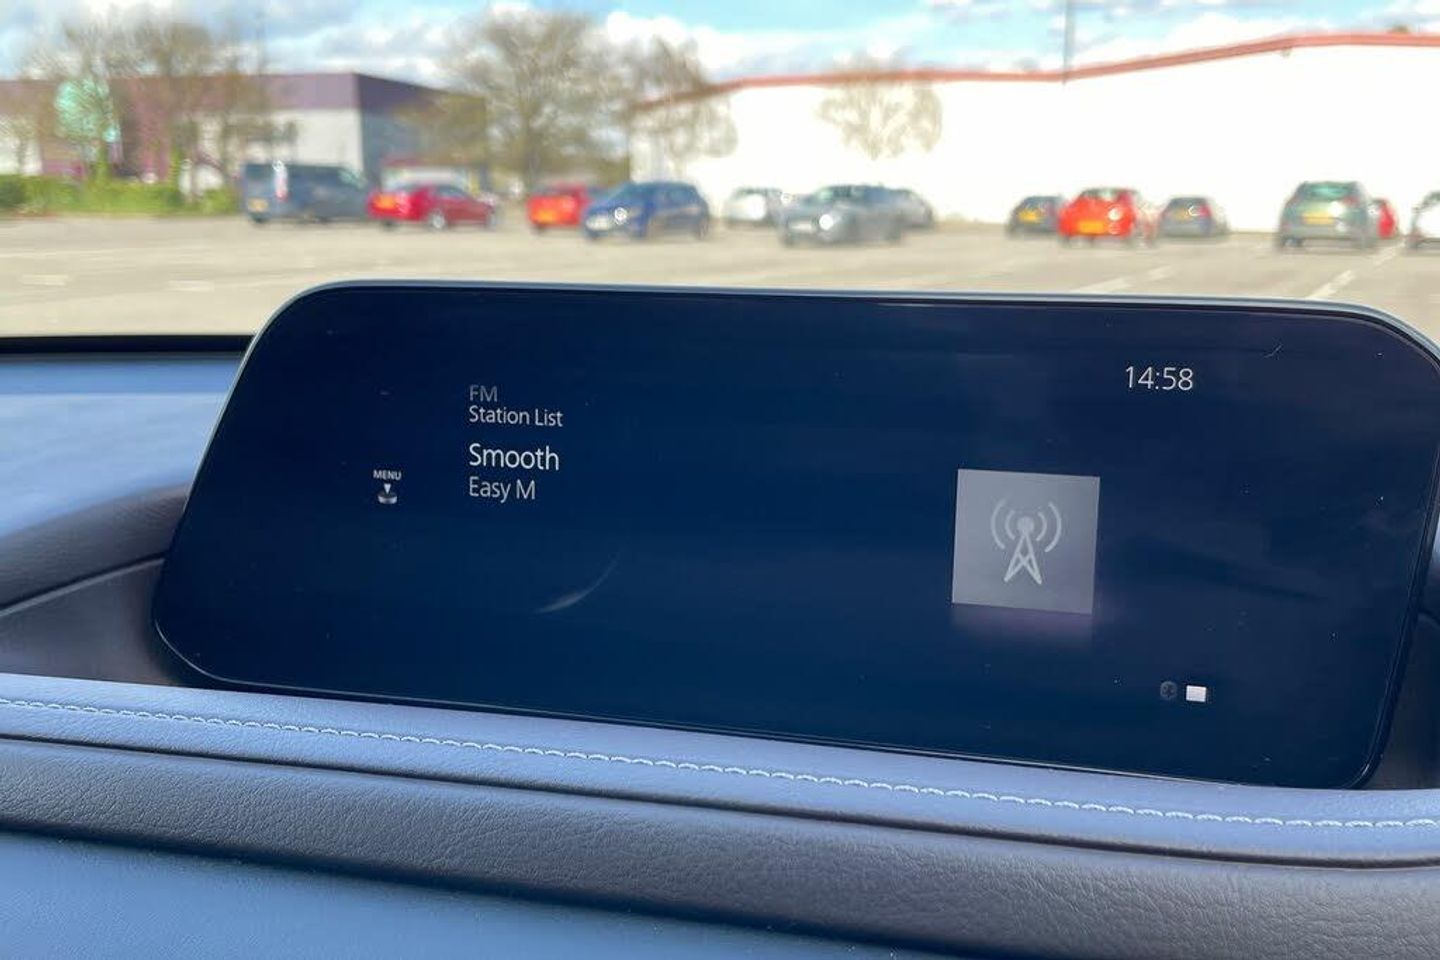 14:58
FM
Station List
Smooth
Easy M
MENU